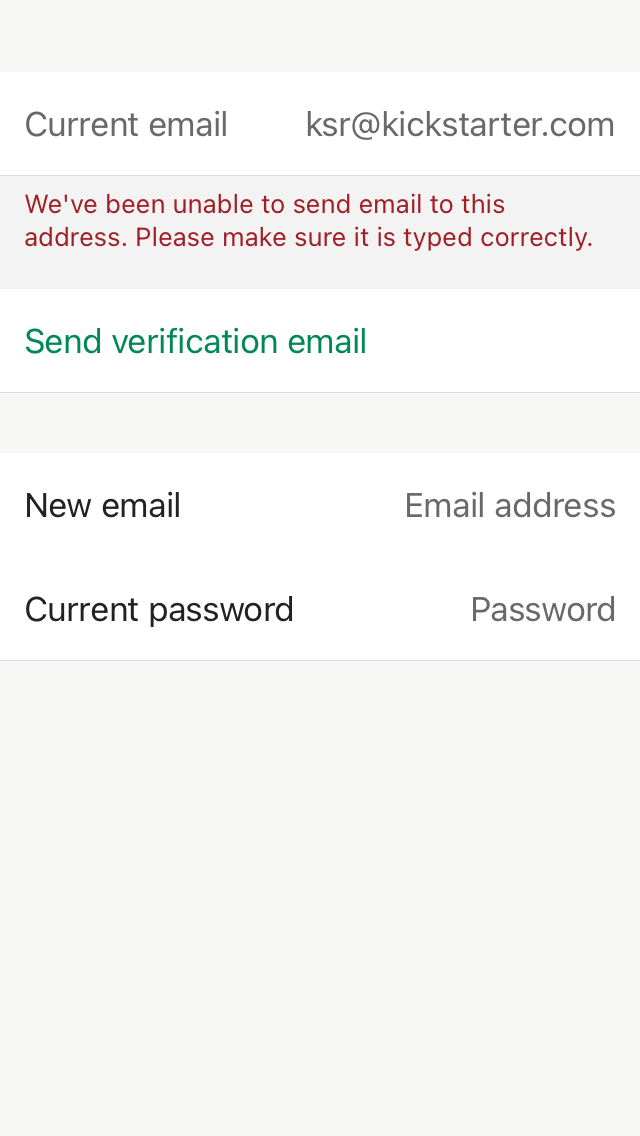 Current email ksr@kickstarter.com
We've been unable to send email to this
address. Please make sure it is typed correctly.
Send verification email
New email Email address
Current password Password